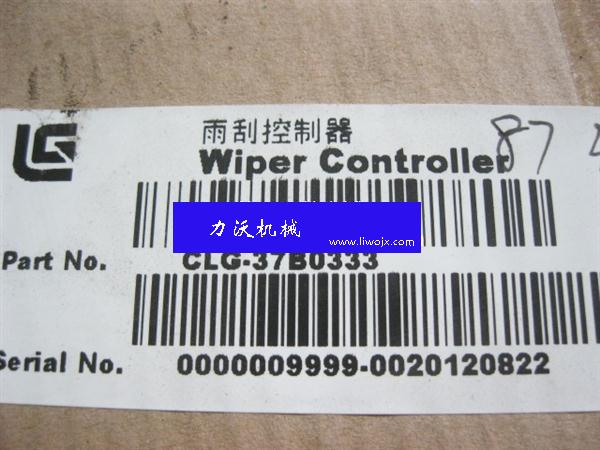 雨刮控制器
Wiper Controller
87
力沃机械
www.liwojx.com
Part No. CLG-37B0333
Serial No. 0000009999-0020120822